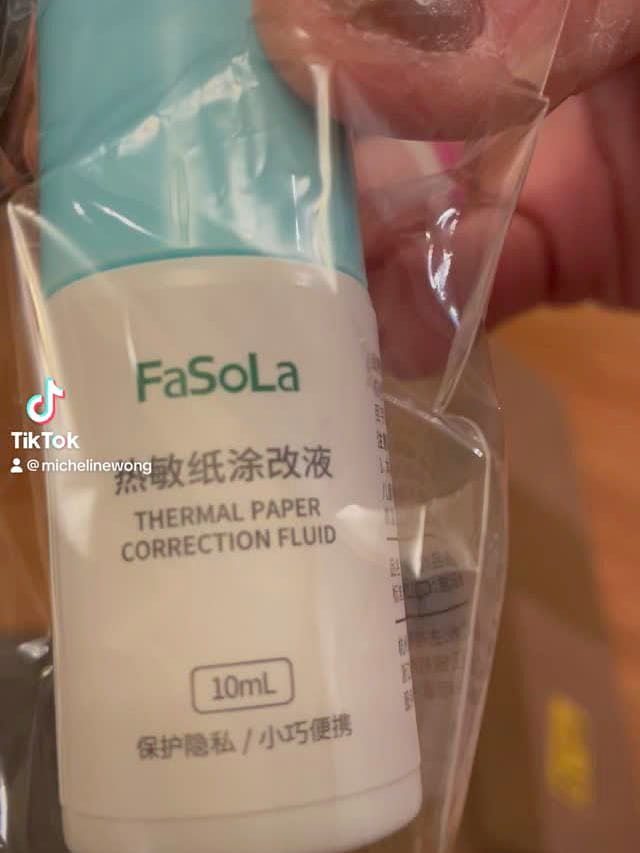 FaSoLa
TikTok
@michelinewong
热敏纸涂改液
THERMAL PAPER
CORRECTION FLUID
10mL
保护隐私 / 小巧便携